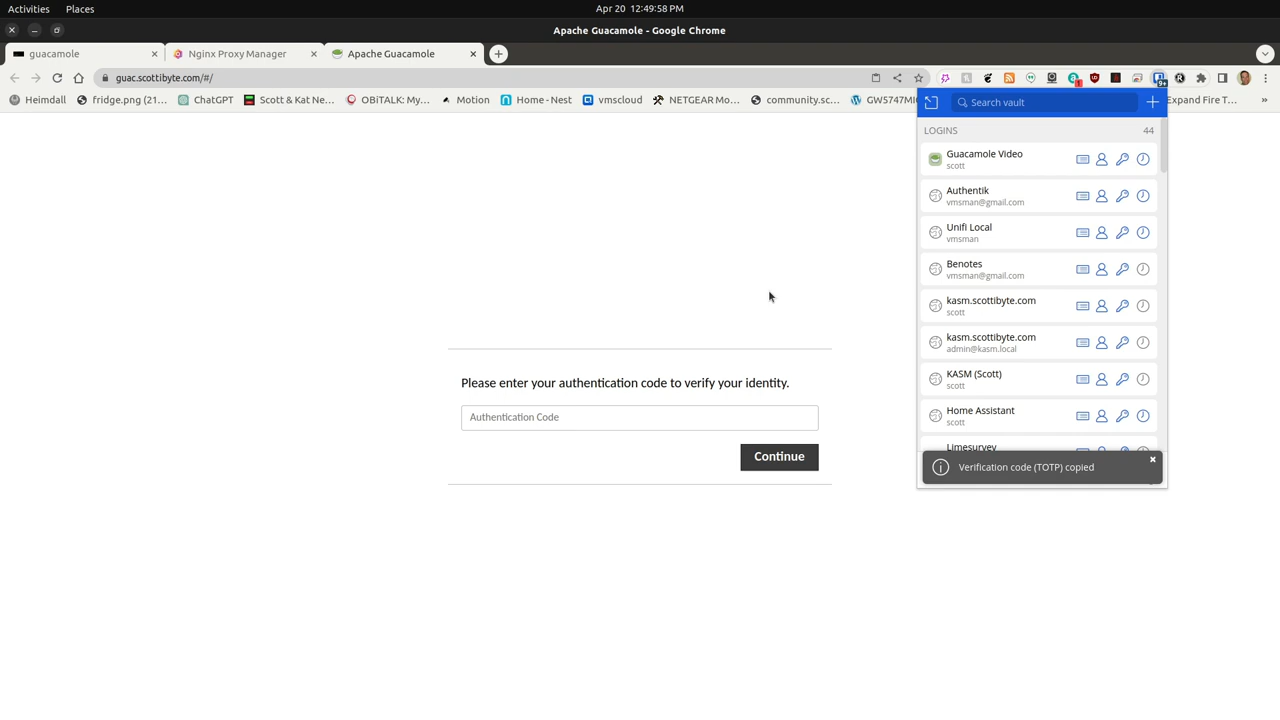 Activities Places Apr 20 12:49:58 PM
Apache Guacamole - Google Chrome
guacamole Nginx Proxy Manager Apache Guacamole
guac.scottibyte.com/#/
Heimdall fridge.png (21... ChatGPT Scott & Kat Ne... OBiTALK: My... Motion Home - Nest vmscloud NETGEAR Mo... community.sc... GW5747MI Expand Fire T... »
Search vault
LOGINS 44
Guacamole Video
scott
Authentik
vmsman@gmail.com
Unifi Local
vmsman
Benotes
vmsman@gmail.com
kasm.scottibyte.com
scott
kasm.scottibyte.com
admin@kasm.local
KASM (Scott)
scott
Home Assistant
scott
Limesurvey
Verification code (TOTP) copied
Please enter your authentication code to verify your identity.
Authentication Code
Continue